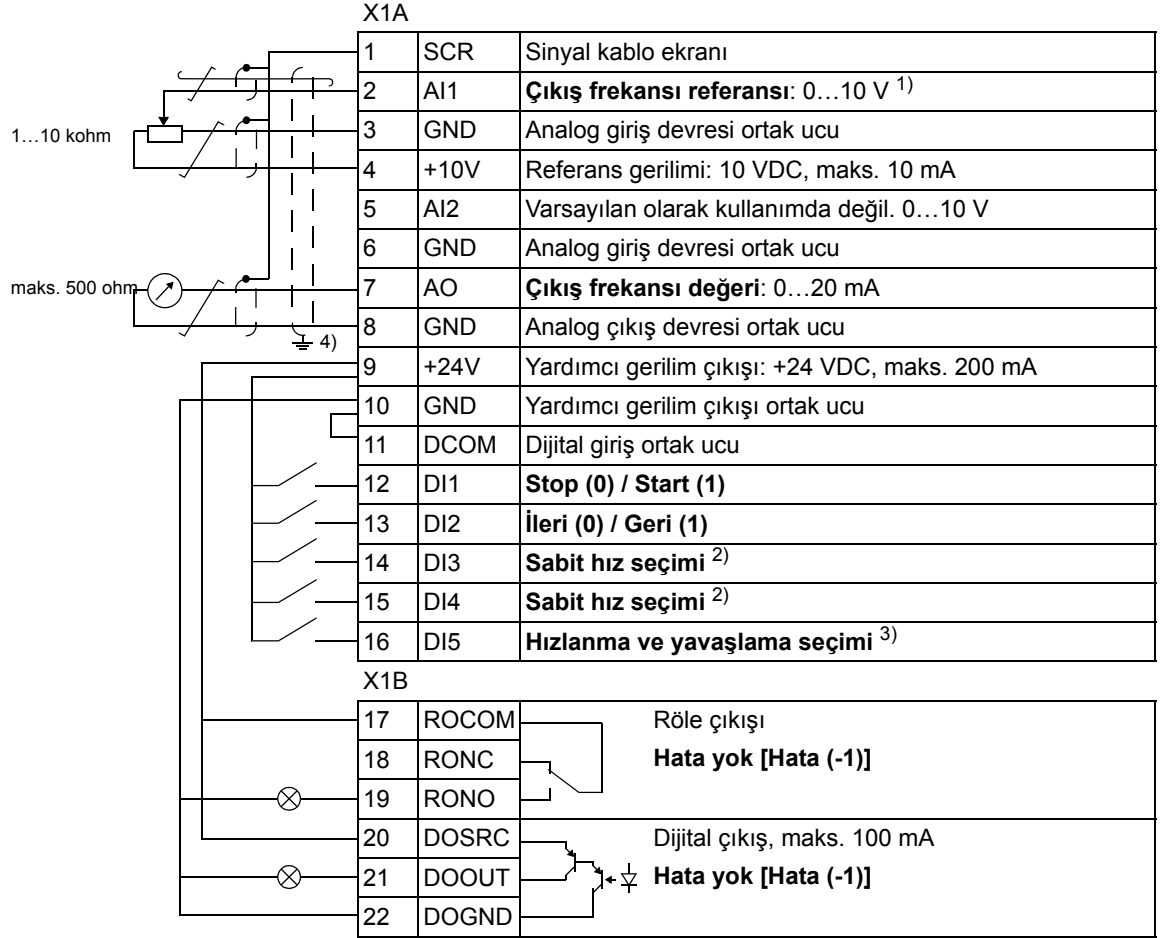 X1A
1 SCR Sinyal kablo ekranı
2 AI1 Çıkış frekansı referansı: 0…10 V 1)
1…10 kohm
3 GND Analog giriş devresi ortak ucu
4 +10V Referans gerilimi: 10 VDC, maks. 10 mA
5 AI2 Varsayılan olarak kullanımda değil. 0…10 V
6 GND Analog giriş devresi ortak ucu
maks. 500 ohm
7 AO Çıkış frekansı değeri: 0…20 mA
8 GND Analog çıkış devresi ortak ucu
4)
9 +24V Yardımcı gerilim çıkışı: +24 VDC, maks. 200 mA
10 GND Yardımcı gerilim çıkışı ortak ucu
11 DCOM Dijital giriş ortak ucu
12 DI1 Stop (0) / Start (1)
13 DI2 İleri (0) / Geri (1)
14 DI3 Sabit hız seçimi 2)
15 DI4 Sabit hız seçimi 2)
16 DI5 Hızlanma ve yavaşlama seçimi 3)
X1B
17 ROCOM Röle çıkışı
18 RONC Hata yok [Hata (-1)]
19 RONO
20 DOSRC Dijital çıkış, maks. 100 mA
21 DOOUT Hata yok [Hata (-1)]
22 DOGND